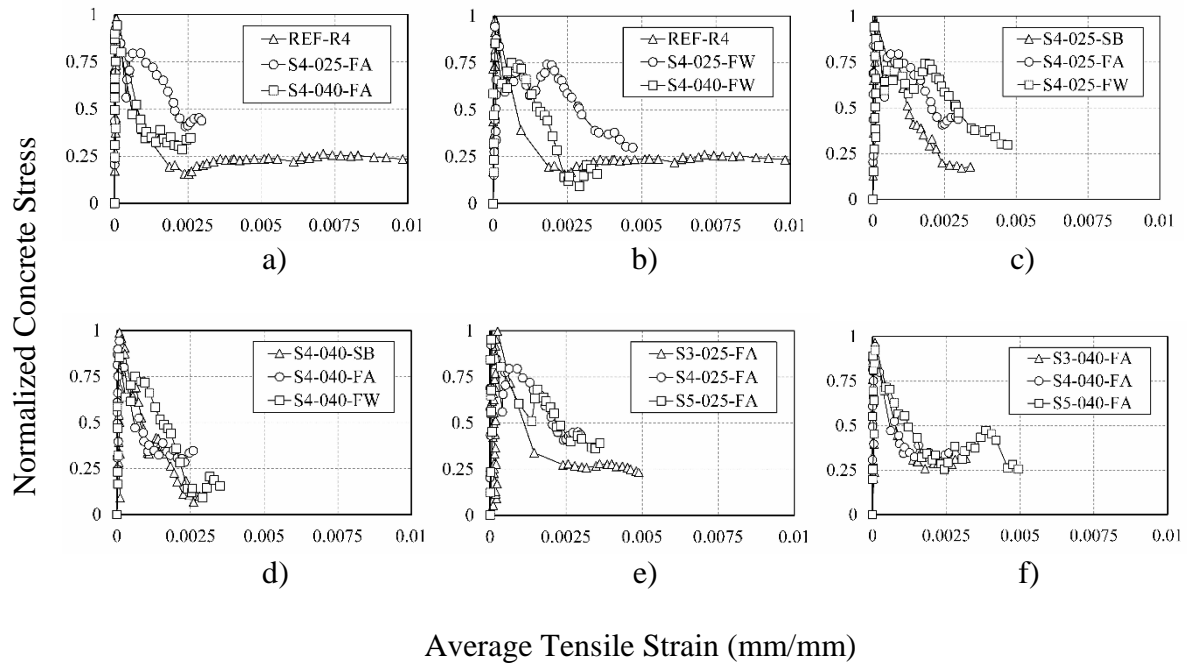 Normalized Concrete Stress
1
0.75
0.5
0.25
0
0 0.0025 0.005 0.0075 0.01
REF-R4
S4-025-FA
S4-040-FA
a)
1
0.75
0.5
0.25
0
0 0.0025 0.005 0.0075 0.01
REF-R4
S4-025-FW
S4-040-FW
b)
1
0.75
0.5
0.25
0
0 0.0025 0.005 0.0075 0.01
S4-025-SB
S4-025-FA
S4-025-FW
c)
1
0.75
0.5
0.25
0
0 0.0025 0.005 0.0075 0.01
S4-040-SB
S4-040-FA
S4-040-FW
d)
1
0.75
0.5
0.25
0
0 0.0025 0.005 0.0075 0.01
S3-025-FA
S4-025-FA
S5-025-FA
e)
1
0.75
0.5
0.25
0
0 0.0025 0.005 0.0075 0.01
S3-040-FA
S4-040-FA
S5-040-FA
f)
Average Tensile Strain (mm/mm)